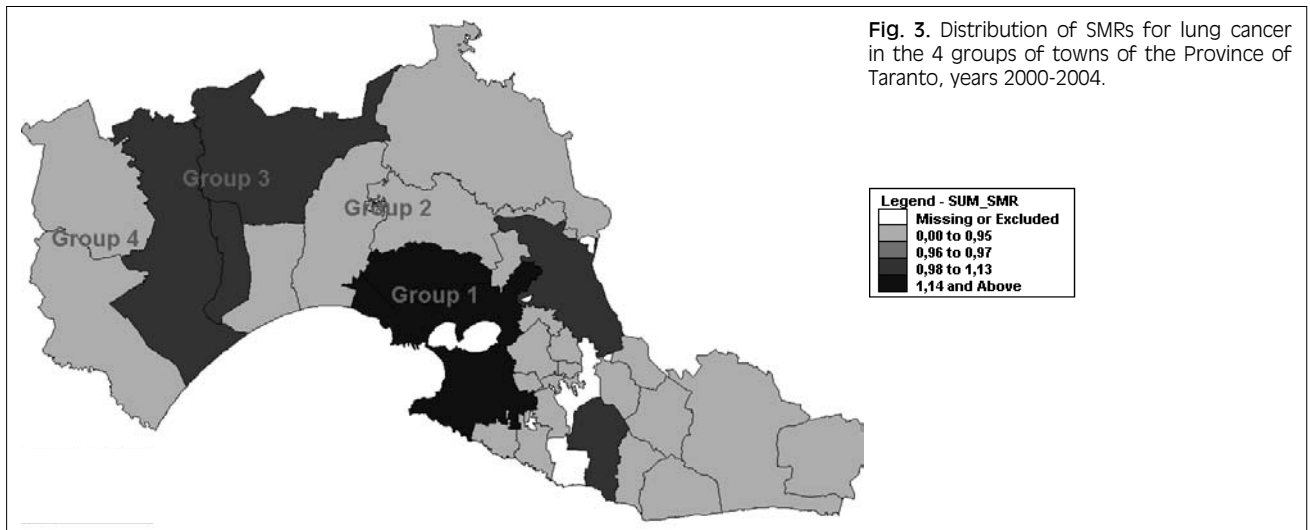 Fig. 3. Distribution of SMRs for lung cancer
in the 4 groups of towns of the Province of
Taranto, years 2000-2004.
Group 3
Group 2
Group 4
Group 1
Legend - SUM_SMR
Missing or Excluded
0,00 to 0,95
0,96 to 0,97
0,98 to 1,13
1,14 and Above